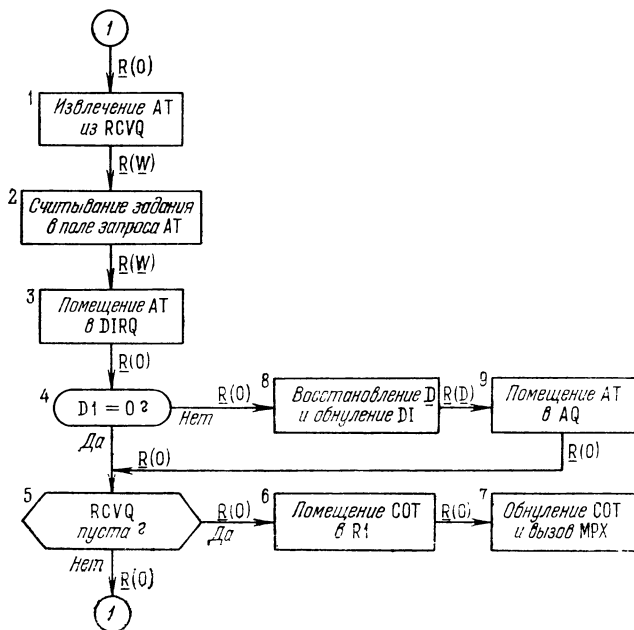 1
R(0)
1
Извлечение AT
из RCVQ
R(W)
2
Считывание задания
в поле запроса AT
R(W)
3
Помещение AT
в DIRQ
R(0)
4
D1 = 0 ?
Нет
R(0)
8
Восстановление D
и обнуление DI
R(D)
9
Помещение AT
в AQ
Да
R(0)
R(0)
5
RCVQ
пуста ?
R(0)
Да
6
Помещение COT
в R1
R(0)
7
Обнуление COT
и вызов MPX
Нет
R(0)
1